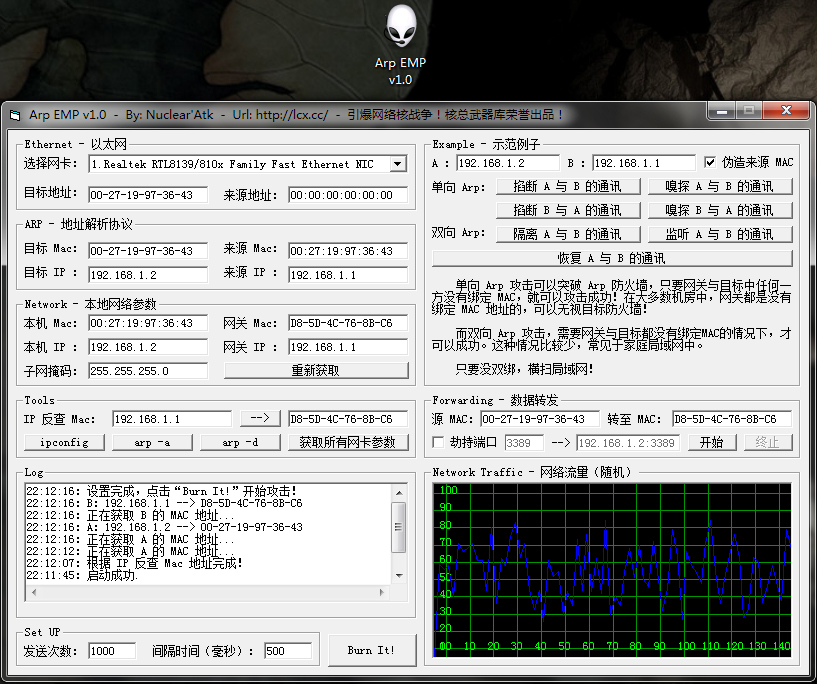 Arp EMP
v1.0
Arp EMP v1.0 - By: Nuclear'Atk - Url: http://lcx.cc/ - 引爆网络核战争！核总武器库荣誉出品！
Ethernet - 以太网
选择网卡: 1.Realtek RTL8139/810x Family Fast Ethernet NIC
目标地址: 00-27-19-97-36-43 来源地址: 00:00:00:00:00:00
ARP - 地址解析协议
目标 Mac: 00-27-19-97-36-43 来源 Mac: 00:27:19:97:36:43
目标 IP : 192.168.1.2 来源 IP : 192.168.1.1
Network - 本地网络参数
本机 Mac: 00:27:19:97:36:43 网关 Mac: D8-5D-4C-76-8B-C6
本机 IP : 192.168.1.2 网关 IP : 192.168.1.1
子网掩码: 255.255.255.0 重新获取
Tools
IP 反查 Mac: 192.168.1.1 --> D8-5D-4C-76-8B-C6
ipconfig arp -a arp -d 获取所有网卡参数
Log
22:12:16: 设置完成，点击“Burn It!”开始攻击！
22:12:16: B: 192.168.1.1 --> D8-5D-4C-76-8B-C6
22:12:16: 正在获取 B 的 MAC 地址...
22:12:16: A: 192.168.1.2 --> 00-27-19-97-36-43
22:12:16: 正在获取 A 的 MAC 地址...
22:12:12: 正在获取 A 的 MAC 地址...
22:12:07: 根据 IP 反查 Mac 地址完成！
22:11:45: 启动成功.
Set UP
发送次数: 1000 间隔时间（毫秒）: 500
Burn It!
Example - 示范例子
A : 192.168.1.2 B : 192.168.1.1 伪造来源 MAC
单向 Arp: 掐断 A 与 B 的通讯 嗅探 A 与 B 的通讯
掐断 B 与 A 的通讯 嗅探 B 与 A 的通讯
双向 Arp: 隔离 A 与 B 的通讯 监听 A 与 B 的通讯
恢复 A 与 B 的通讯
单向 Arp 攻击可以突破 Arp 防火墙，只要网关与目标中任何一
方没有绑定 MAC，就可以攻击成功！在大多数机房中，网关都是没有
绑定 MAC 地址的，可以无视目标防火墙！
而双向 Arp 攻击，需要网关与目标都没有绑定MAC的情况下，才
可以成功。这种情况比较少，常见于家庭局域网中。
只要没双绑，横扫局域网！
Forwarding - 数据转发
源 MAC: 00-27-19-97-36-43 转至 MAC: D8-5D-4C-76-8B-C6
劫持端口 3389 --> 192.168.1.2:3389 开始 终止
Network Traffic - 网络流量（随机）
100
90
80
70
60
50
40
30
20
10
00 10 20 30 40 50 60 70 80 90 100 110 120 130 140